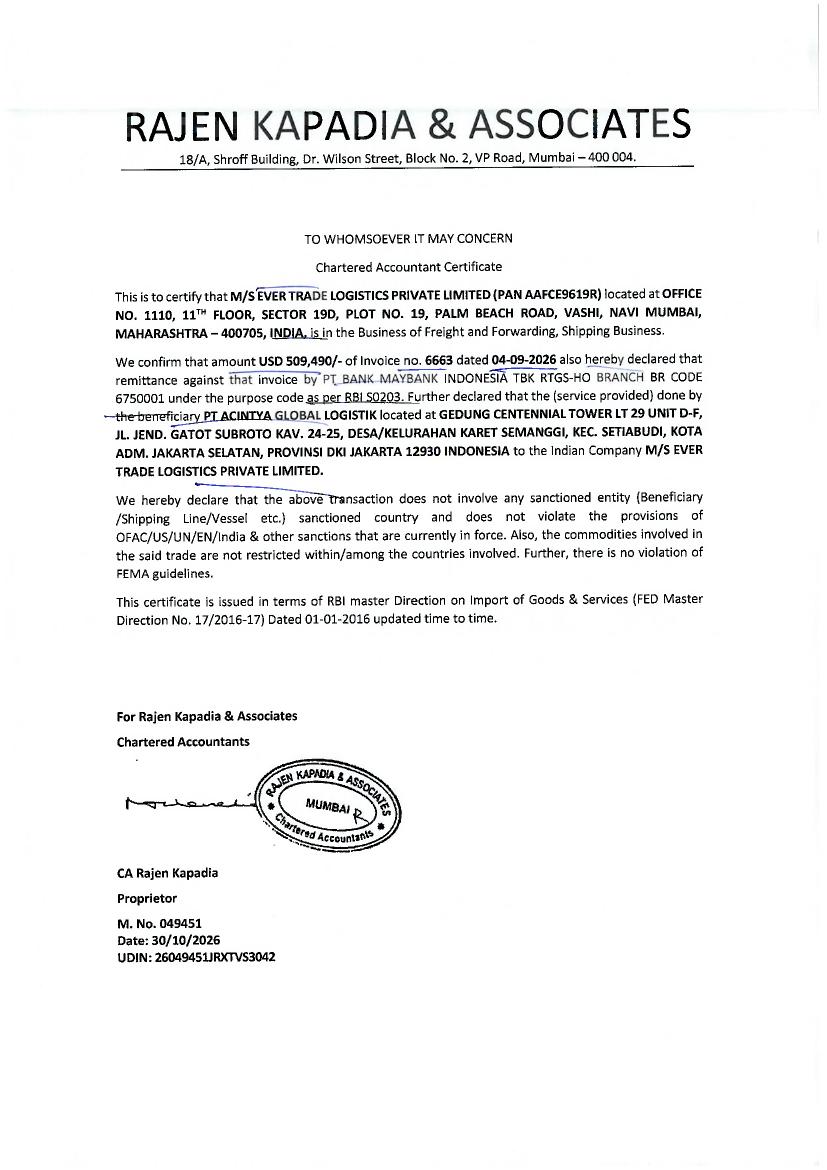 RAJEN KAPADIA & ASSOCIATES
18/A, Shroff Building, Dr. Wilson Street, Block No. 2, VP Road, Mumbai – 400 004.
TO WHOMSOEVER IT MAY CONCERN
Chartered Accountant Certificate
This is to certify that M/S EVER TRADE LOGISTICS PRIVATE LIMITED (PAN AAFCE9619R) located at OFFICE
NO. 1110, 11TH FLOOR, SECTOR 19D, PLOT NO. 19, PALM BEACH ROAD, VASHI, NAVI MUMBAI,
MAHARASHTRA – 400705, INDIA, is in the Business of Freight and Forwarding, Shipping Business.
We confirm that amount USD 509,490/- of Invoice no. 6663 dated 04-09-2026 also hereby declared that
remittance against that invoice by PT BANK MAYBANK INDONESIA TBK RTGS-HO BRANCH BR CODE
6750001 under the purpose code as per RBI S0203. Further declared that the (service provided) done by
the beneficiary PT ACINTYA GLOBAL LOGISTIK located at GEDUNG CENTENNIAL TOWER LT 29 UNIT D-F,
JL. JEND. GATOT SUBROTO KAV. 24-25, DESA/KELURAHAN KARET SEMANGGI, KEC. SETIABUDI, KOTA
ADM. JAKARTA SELATAN, PROVINSI DKI JAKARTA 12930 INDONESIA to the Indian Company M/S EVER
TRADE LOGISTICS PRIVATE LIMITED.
We hereby declare that the above transaction does not involve any sanctioned entity (Beneficiary
/Shipping Line/Vessel etc.) sanctioned country and does not violate the provisions of
OFAC/US/UN/EN/India & other sanctions that are currently in force. Also, the commodities involved in
the said trade are not restricted within/among the countries involved. Further, there is no violation of
FEMA guidelines.
This certificate is issued in terms of RBI master Direction on Import of Goods & Services (FED Master
Direction No. 17/2016-17) Dated 01-01-2016 updated time to time.
For Rajen Kapadia & Associates
Chartered Accountants
RAJEN KAPADIA & ASSOCIATES
MUMBAI
Chartered Accountants
CA Rajen Kapadia
Proprietor
M. No. 049451
Date: 30/10/2026
UDIN: 26049451JRXTVS3042